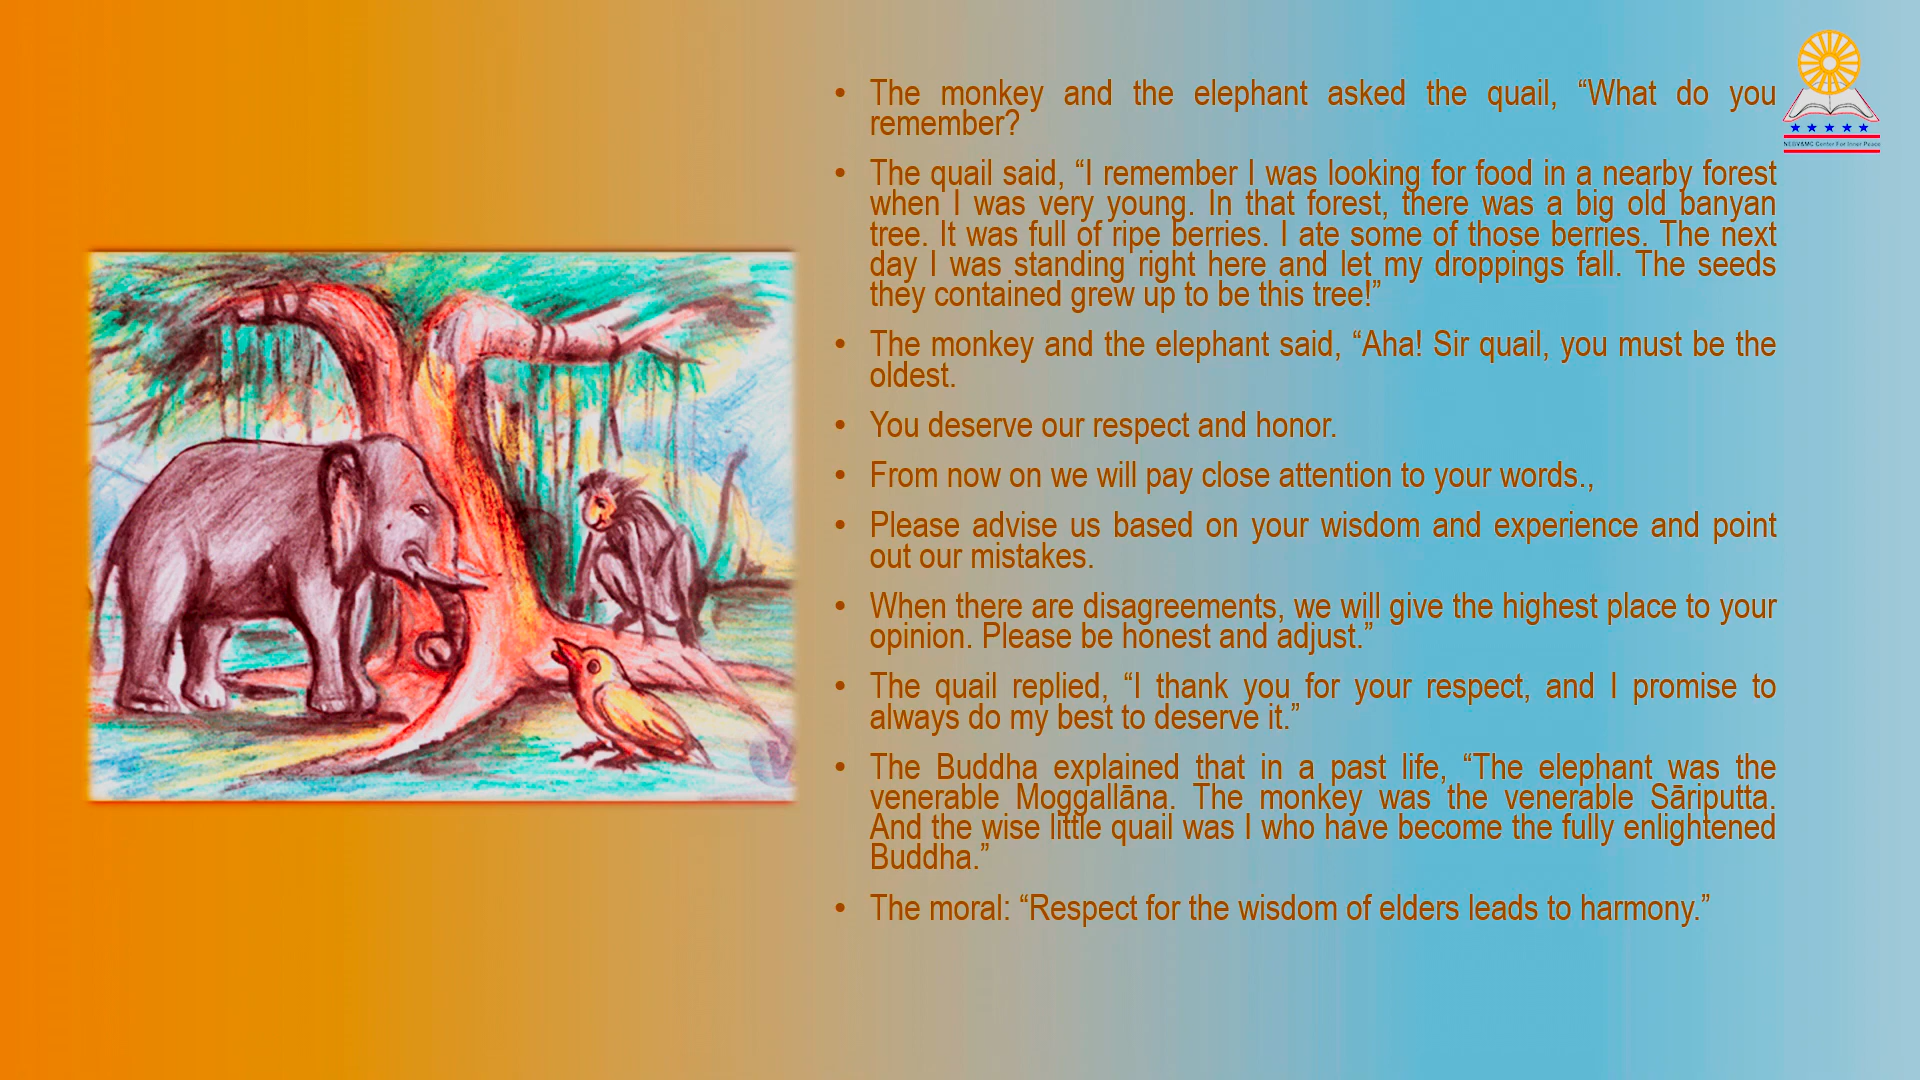 • The monkey and the elephant asked the quail, “What do you
remember?
• The quail said, “I remember I was looking for food in a nearby forest
when I was very young. In that forest, there was a big old banyan
tree. It was full of ripe berries. I ate some of those berries. The next
day I was standing right here and let my droppings fall. The seeds
they contained grew up to be this tree!”
• The monkey and the elephant said, “Aha! Sir quail, you must be the
oldest.
• You deserve our respect and honor.
• From now on we will pay close attention to your words.,
• Please advise us based on your wisdom and experience and point
out our mistakes.
• When there are disagreements, we will give the highest place to your
opinion. Please be honest and adjust.”
• The quail replied, “I thank you for your respect, and I promise to
always do my best to deserve it.”
• The Buddha explained that in a past life, “The elephant was the
venerable Moggallāna. The monkey was the venerable Sāriputta.
And the wise little quail was I who have become the fully enlightened
Buddha.”
• The moral: “Respect for the wisdom of elders leads to harmony.”
Center For Inner Peace